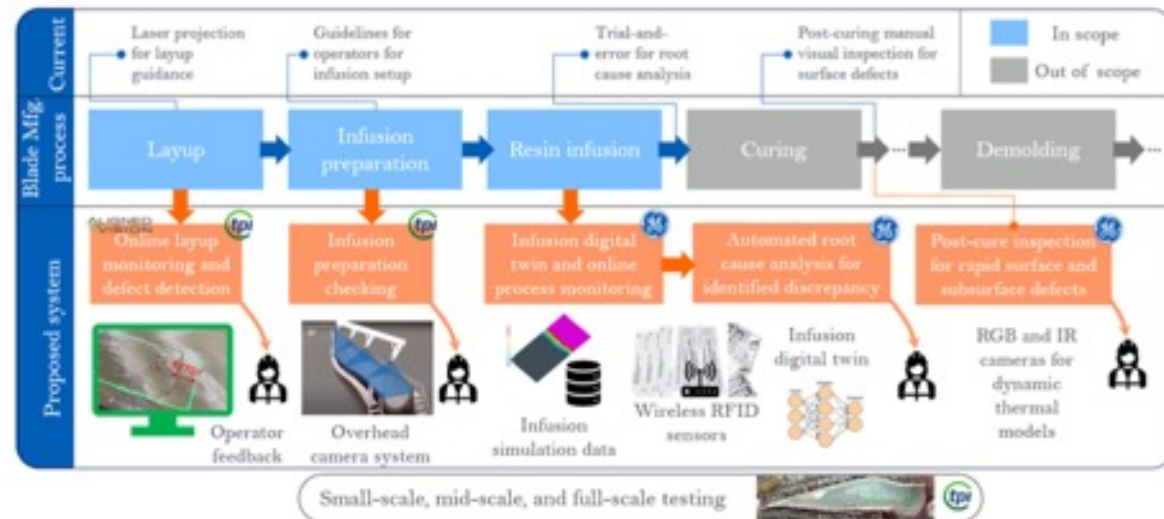 Current
Laser projection
for layup
guidance
Guidelines for
operators for
infusion setup
Trial-and-
error for root
cause analysis
Post-curing manual
visual inspection for
surface defects
In scope
Out of scope
Blade Mfg.
process
Layup
Infusion
preparation
Resin infusion
Curing
...
Demolding
...
Proposed system
ALIGNED
VISION
tpi
Online layup
monitoring and
defect detection
tpi
Infusion
preparation
checking
Infusion digital
twin and online
process monitoring
Automated root
cause analysis for
identified discrepancy
Post-cure inspection
for rapid surface and
subsurface defects
Operator
feedback
Overhead
camera system
Infusion
simulation data
Wireless RFID
sensors
Infusion
digital twin
RGB and IR
cameras for
dynamic
thermal
models
Small-scale, mid-scale, and full-scale testing
tpi